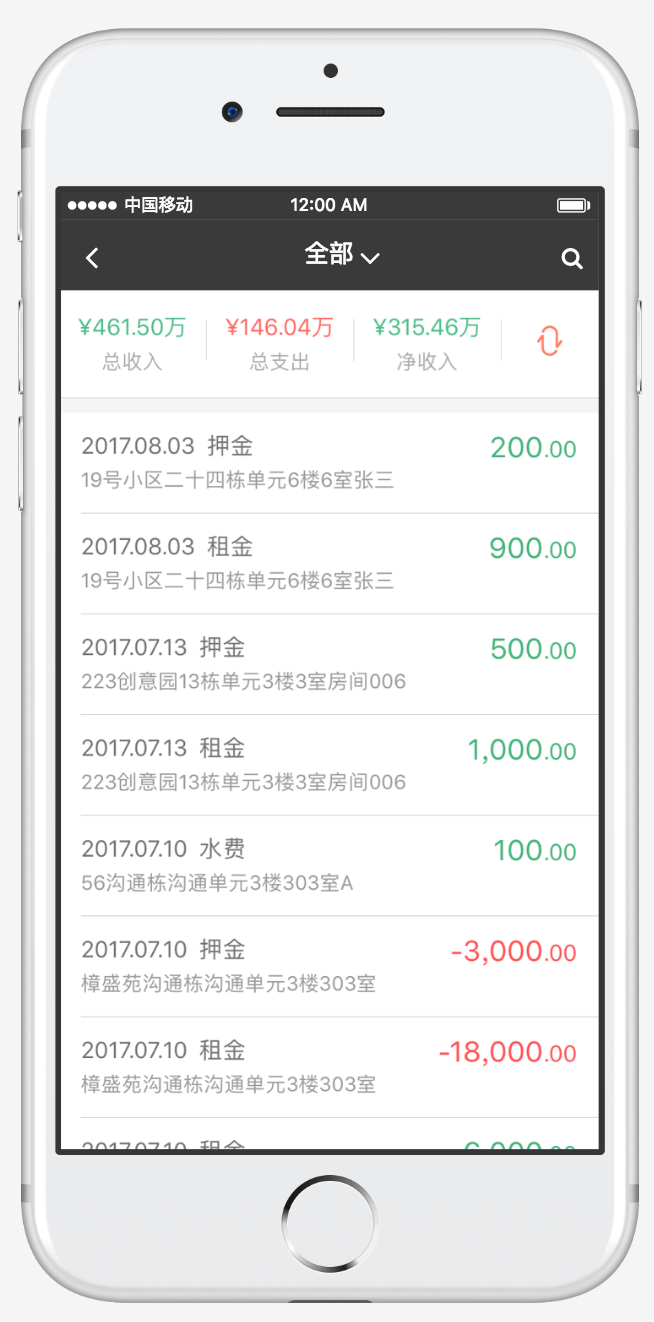 中国移动 12:00 AM
全部
¥461.50万 ¥146.04万 ¥315.46万
总收入 总支出 净收入
2017.08.03 押金 200.00
19号小区二十四栋单元6楼6室张三
2017.08.03 租金 900.00
19号小区二十四栋单元6楼6室张三
2017.07.13 押金 500.00
223创意园13栋单元3楼3室房间006
2017.07.13 租金 1,000.00
223创意园13栋单元3楼3室房间006
2017.07.10 水费 100.00
56沟通栋沟通单元3楼303室A
2017.07.10 押金 -3,000.00
樟盛苑沟通栋沟通单元3楼303室
2017.07.10 租金 -18,000.00
樟盛苑沟通栋沟通单元3楼303室
2017.07.10 租金